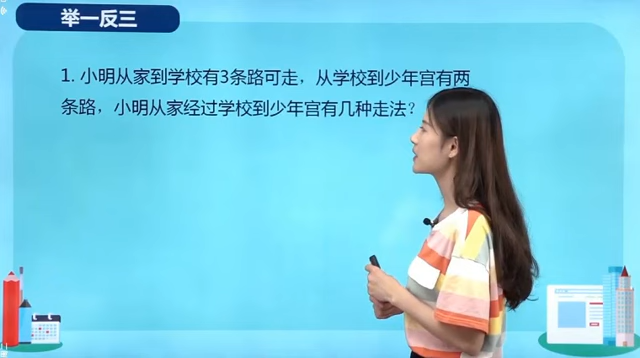 举一反三
1. 小明从家到学校有3条路可走，从学校到少年宫有两
条路，小明从家经过学校到少年宫有几种走法？